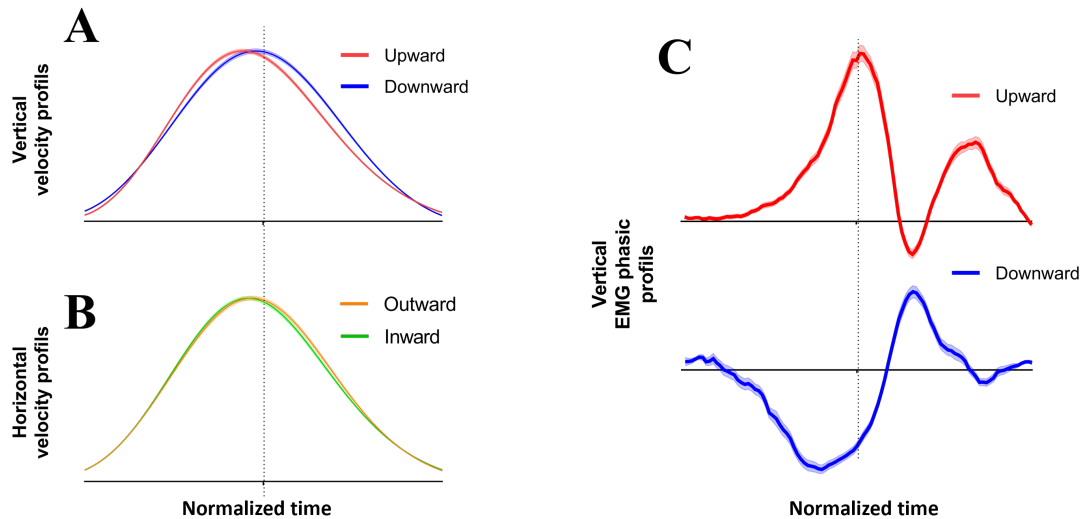 A
Upward
Downward
Vertical
velocity profils
B
Outward
Inward
Horizontal
velocity profils
Normalized time
C
Upward
Downward
Vertical
EMG phasic
profils
Normalized time